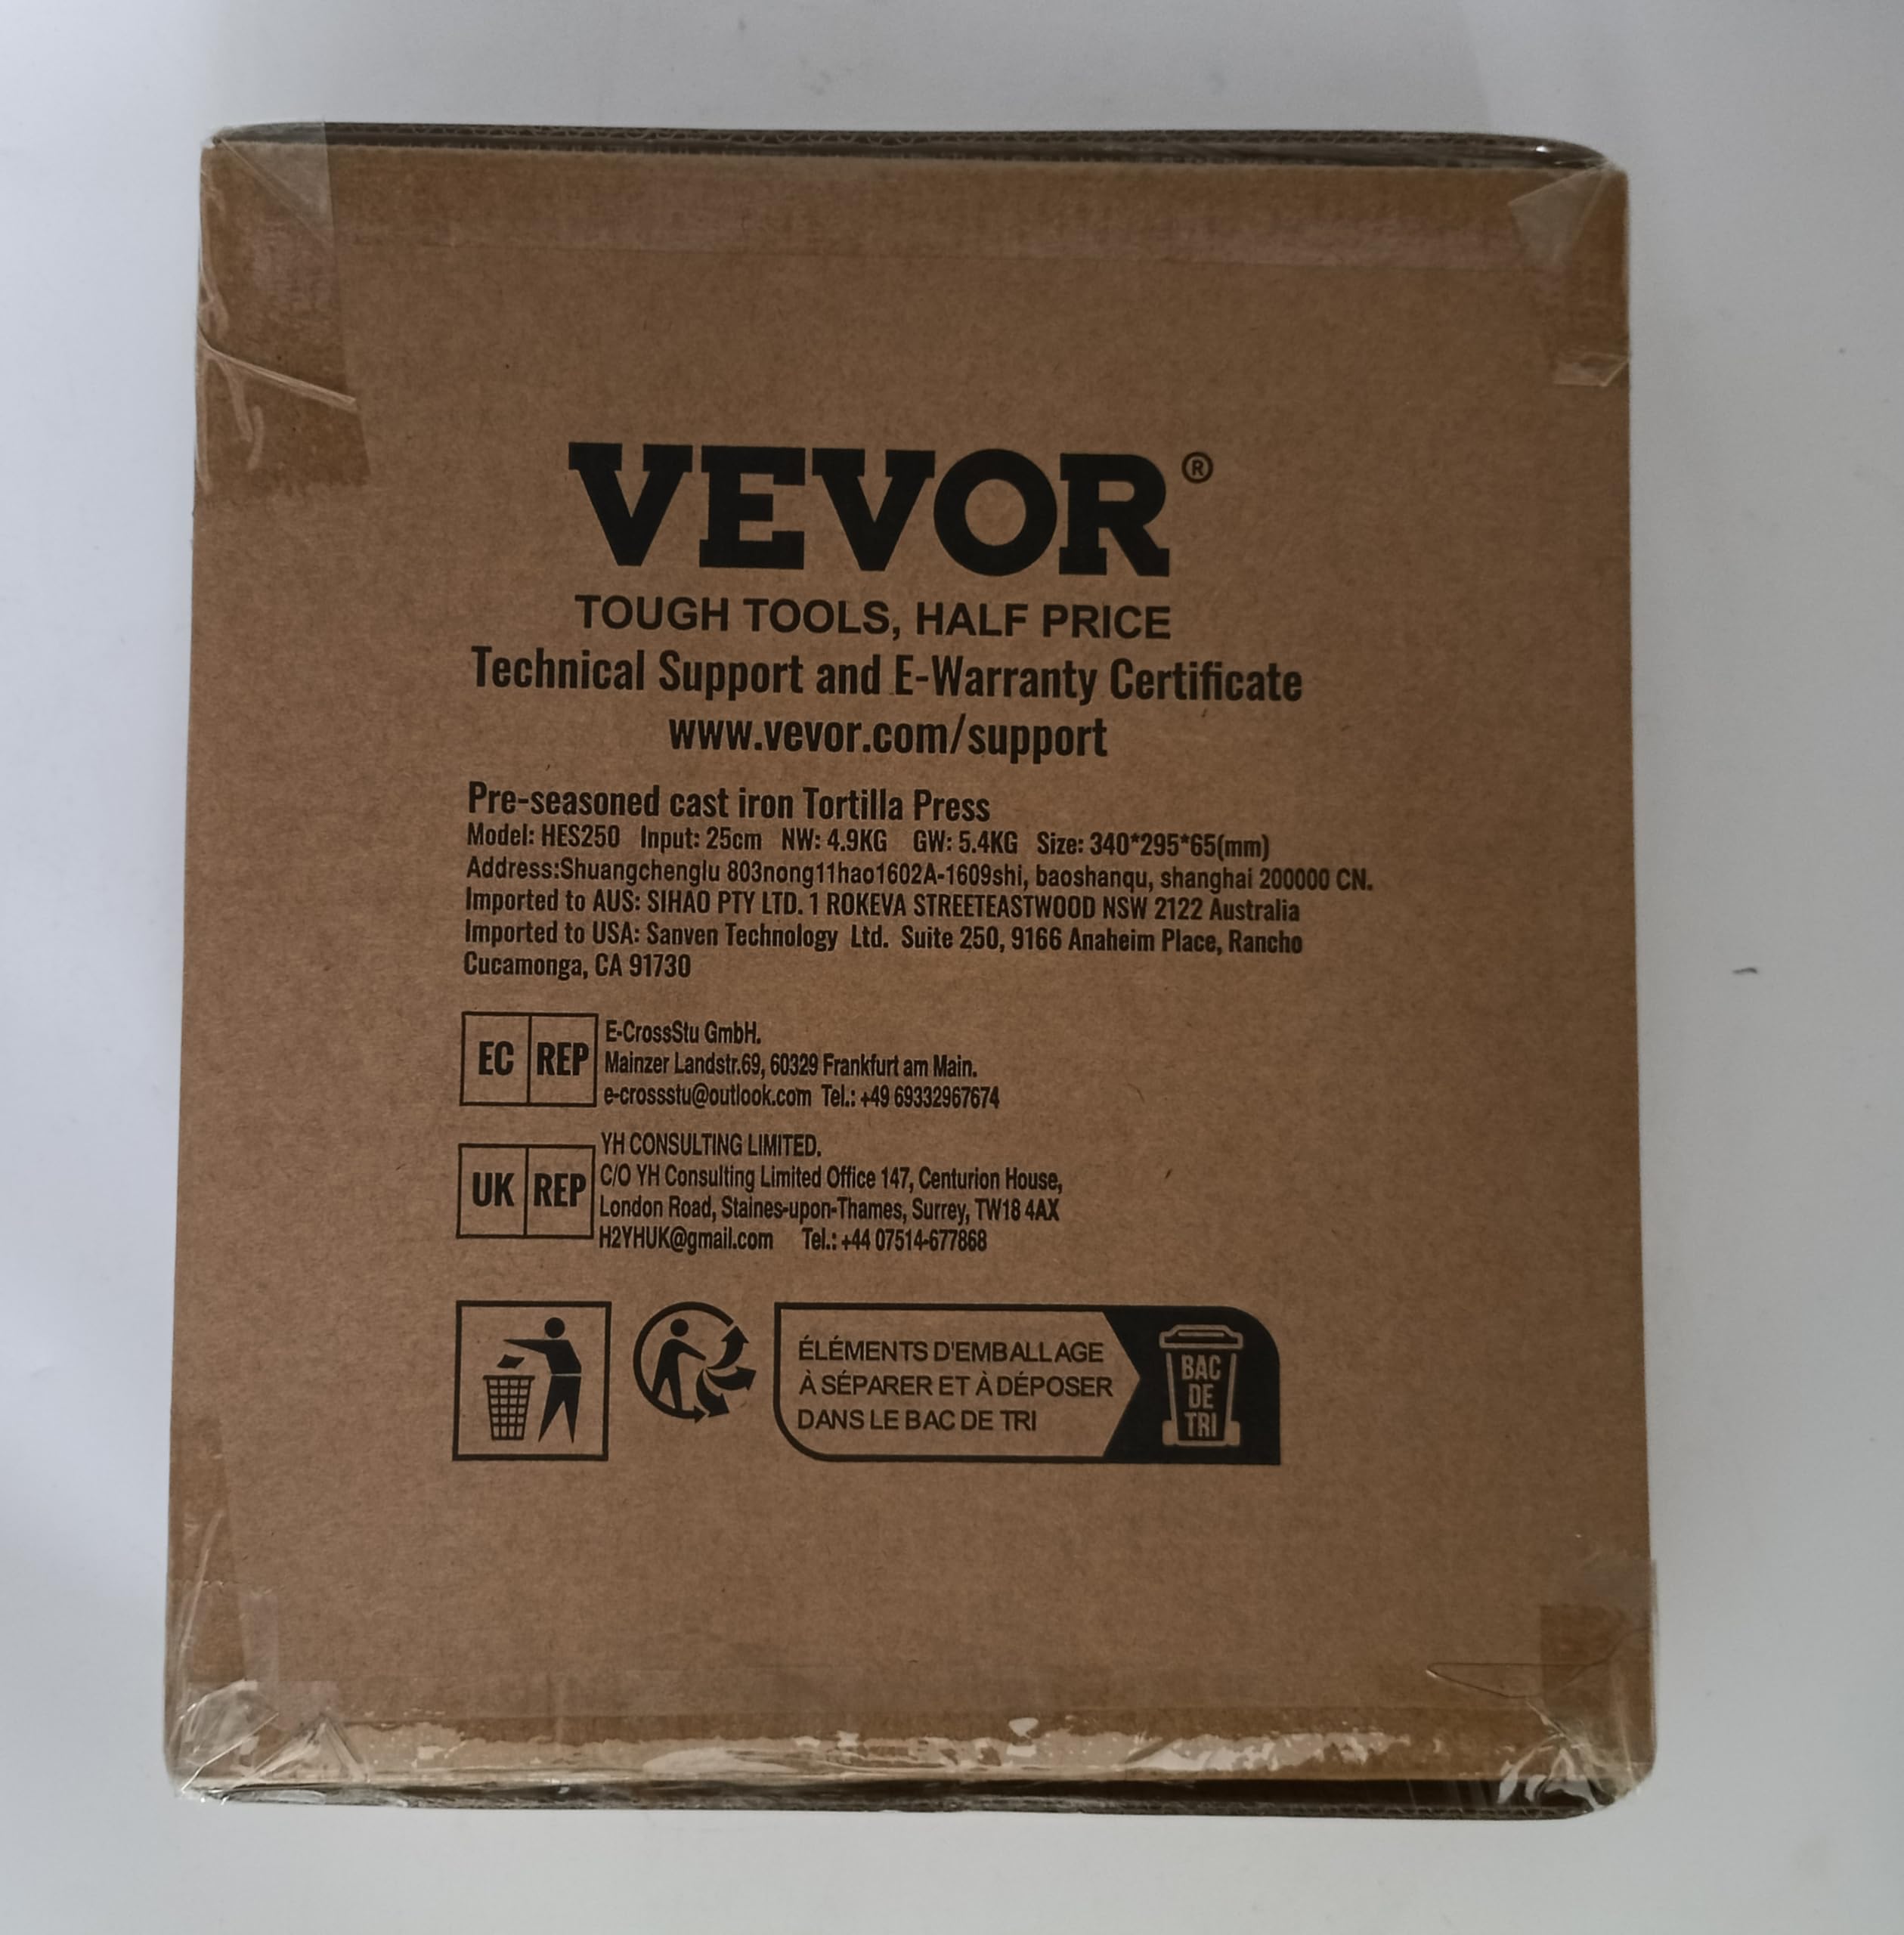 VEVOR®
TOUGH TOOLS, HALF PRICE
Technical Support and E-Warranty Certificate
www.vevor.com/support
Pre-seasoned cast iron Tortilla Press
Model: HES250 Input: 25cm NW: 4.9KG GW: 5.4KG Size: 340*295*65(mm)
Address:Shuangchenglu 803nong11hao1602A-1609shi, baoshanqu, shanghai 200000 CN.
Imported to AUS: SIHAO PTY LTD. 1 ROKEVA STREETEASTWOOD NSW 2122 Australia
Imported to USA: Sanven Technology Ltd. Suite 250, 9166 Anaheim Place, Rancho
Cucamonga, CA 91730
EC REP
E-CrossStu GmbH.
Mainzer Landstr.69, 60329 Frankfurt am Main.
e-crossstu@outlook.com Tel.: +49 69332967674
UK REP
YH CONSULTING LIMITED.
C/O YH Consulting Limited Office 147, Centurion House,
London Road, Staines-upon-Thames, Surrey, TW18 4AX
H2YHUK@gmail.com Tel.: +44 07514-677868
ÉLÉMENTS D'EMBALLAGE
À SÉPARER ET À DÉPOSER
DANS LE BAC DE TRI
BAC
DE
TRI